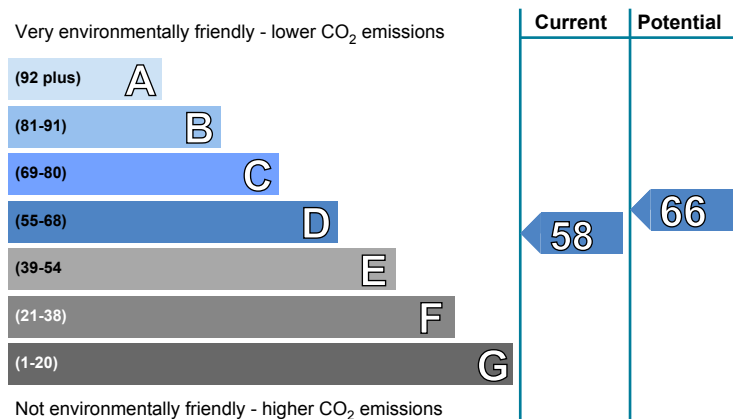 Very environmentally friendly - lower CO₂ emissions
Current
Potential
(92 plus) A
(81-91) B
(69-80) C
(55-68) D
(39-54 E
(21-38) F
(1-20) G
58
66
Not environmentally friendly - higher CO₂ emissions